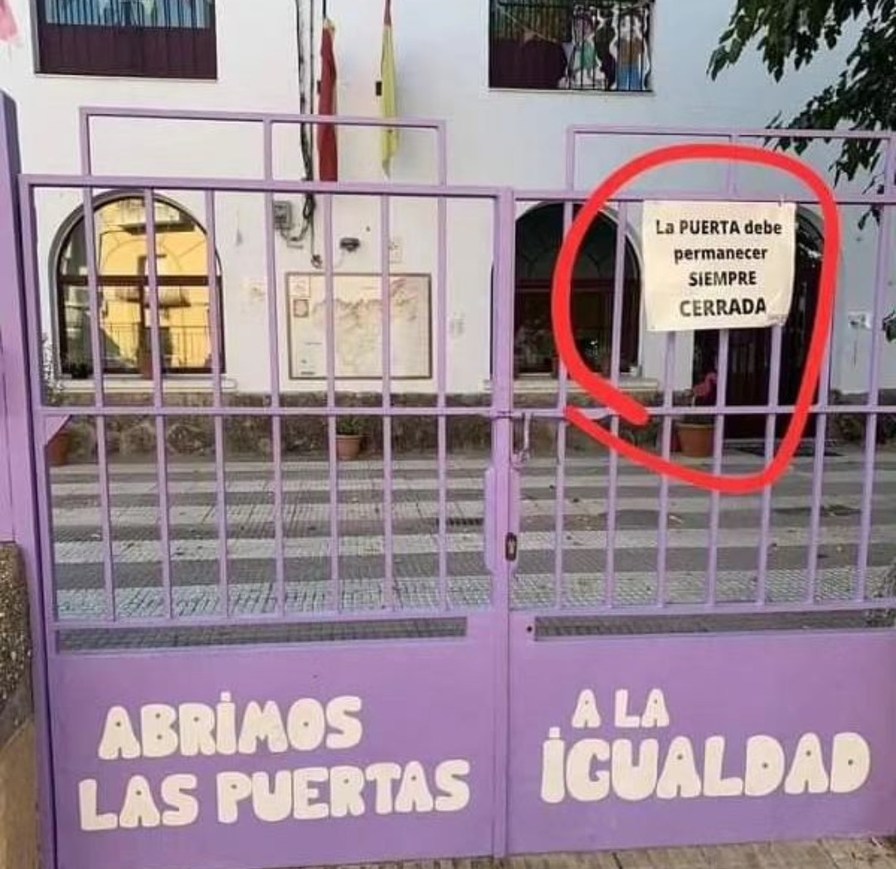 La PUERTA debe
permanecer
SIEMPRE
CERRADA
ABRiMOS
LAS PUERTAS
A LA
iGUALDAD